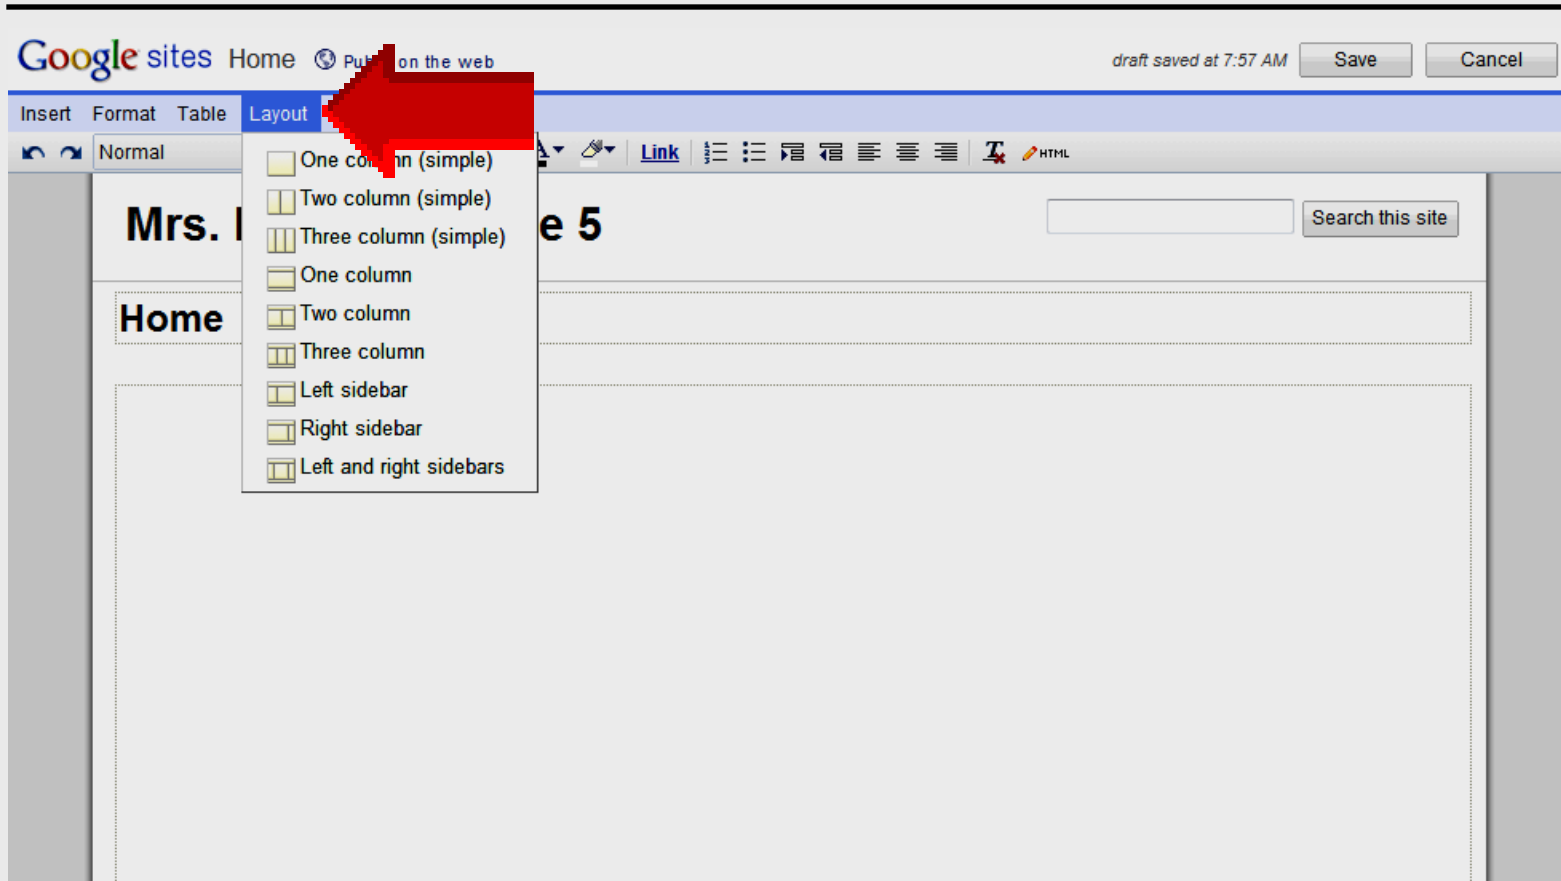 Google sites Home on the web draft saved at 7:57 AM Save Cancel
Insert Format Table Layout
Normal Link HTML
One (simple)
Two column (simple)
Three column (simple)
One column
Two column
Three column
Left sidebar
Right sidebar
Left and right sidebars
Mrs. 5 Search this site
Home